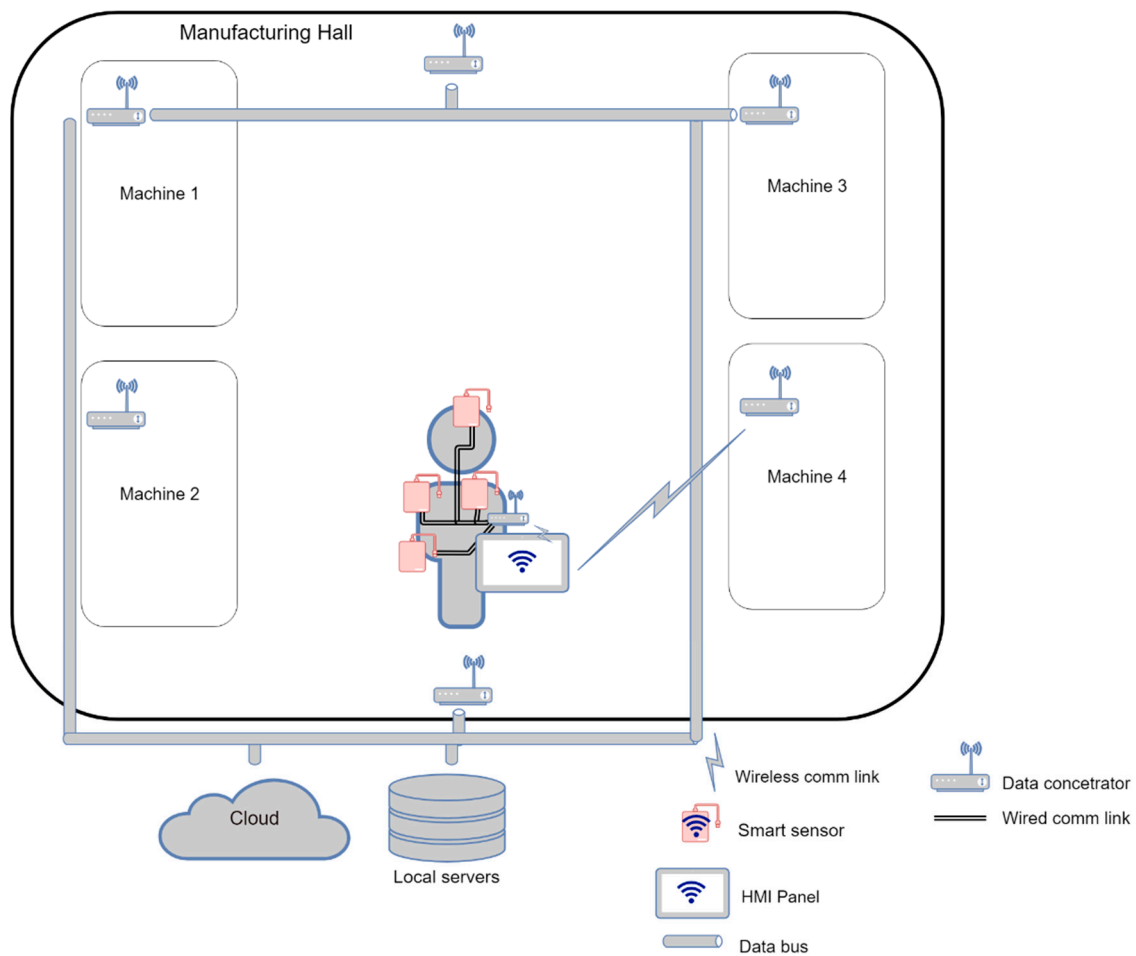 Manufacturing Hall
Machine 1
Machine 3
Machine 2
Machine 4
Cloud
Local servers
Wireless comm link
Data concetrator
Smart sensor
Wired comm link
HMI Panel
Data bus